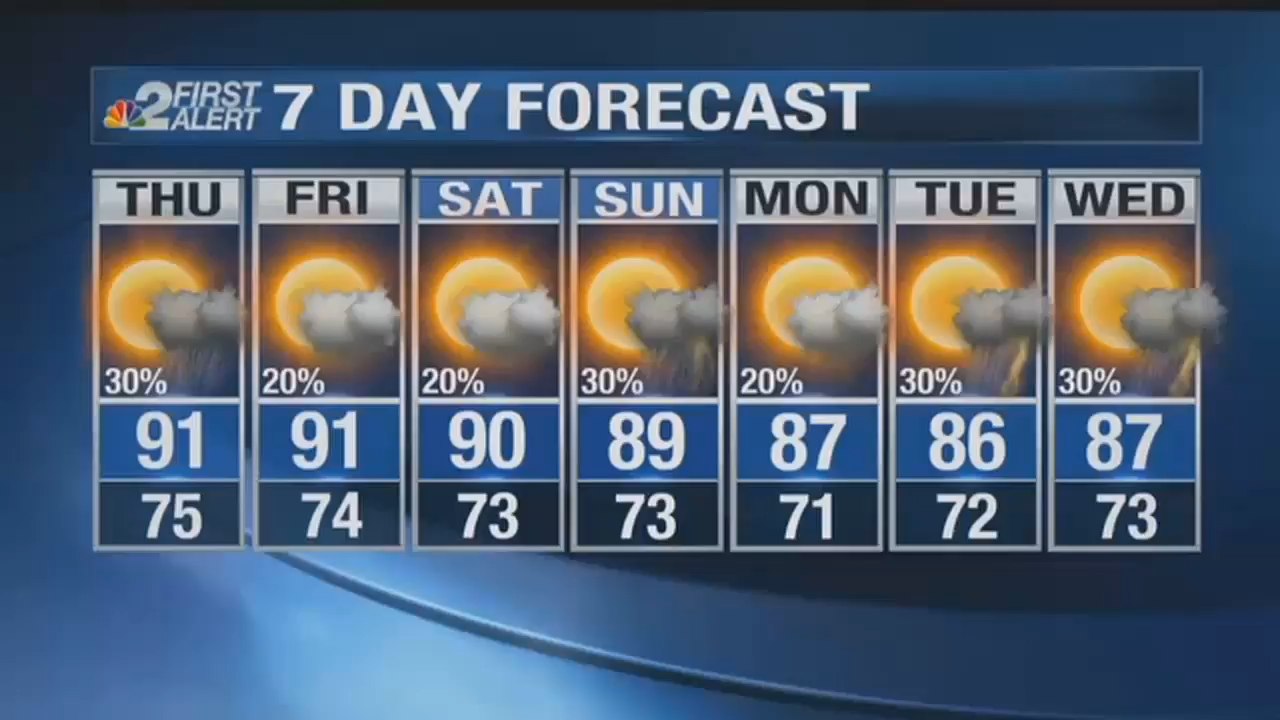 2 FIRST ALERT 7 DAY FORECAST
THU FRI SAT SUN MON TUE WED
30% 20% 20% 30% 20% 30% 30%
91 91 90 89 87 86 87
75 74 73 73 71 72 73